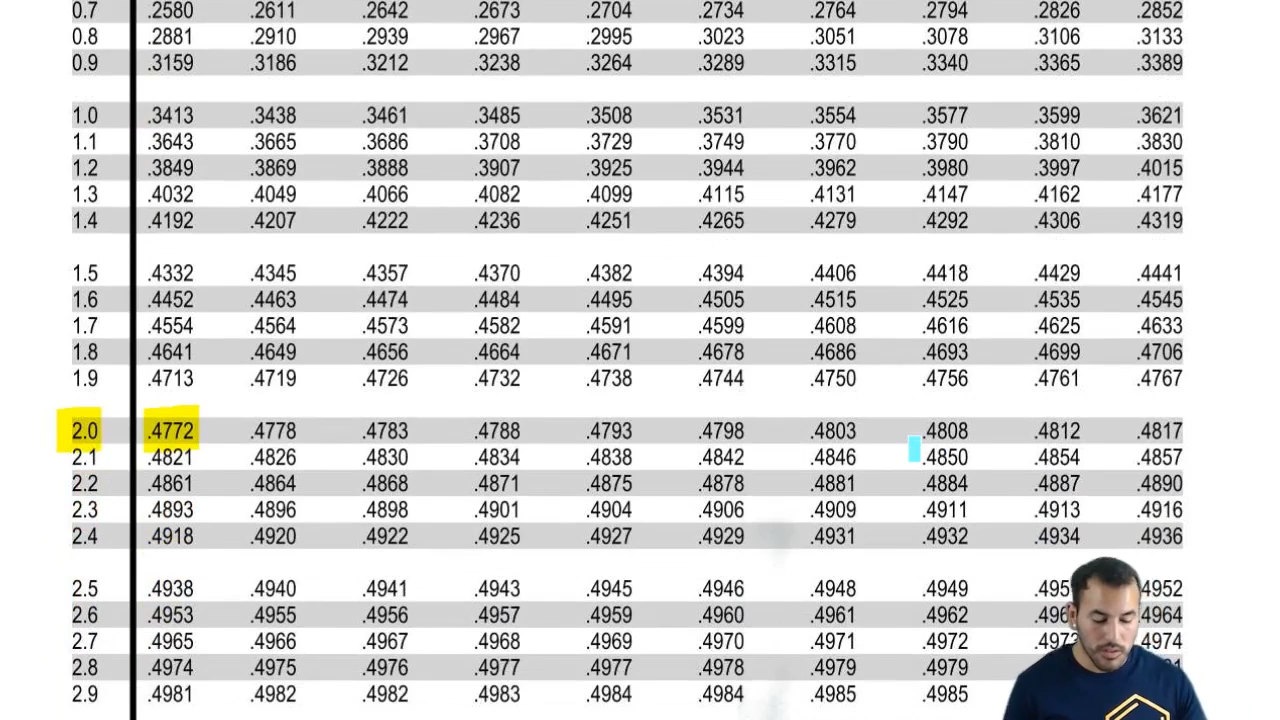 0.7 .2580 .2611 .2642 .2673 .2704 .2734 .2764 .2794 .2826 .2852
0.8 .2881 .2910 .2939 .2967 .2995 .3023 .3051 .3078 .3106 .3133
0.9 .3159 .3186 .3212 .3238 .3264 .3289 .3315 .3340 .3365 .3389
1.0 .3413 .3438 .3461 .3485 .3508 .3531 .3554 .3577 .3599 .3621
1.1 .3643 .3665 .3686 .3708 .3729 .3749 .3770 .3790 .3810 .3830
1.2 .3849 .3869 .3888 .3907 .3925 .3944 .3962 .3980 .3997 .4015
1.3 .4032 .4049 .4066 .4082 .4099 .4115 .4131 .4147 .4162 .4177
1.4 .4192 .4207 .4222 .4236 .4251 .4265 .4279 .4292 .4306 .4319
1.5 .4332 .4345 .4357 .4370 .4382 .4394 .4406 .4418 .4429 .4441
1.6 .4452 .4463 .4474 .4484 .4495 .4505 .4515 .4525 .4535 .4545
1.7 .4554 .4564 .4573 .4582 .4591 .4599 .4608 .4616 .4625 .4633
1.8 .4641 .4649 .4656 .4664 .4671 .4678 .4686 .4693 .4699 .4706
1.9 .4713 .4719 .4726 .4732 .4738 .4744 .4750 .4756 .4761 .4767
2.0 .4772 .4778 .4783 .4788 .4793 .4798 .4803 .4808 .4812 .4817
2.1 .4821 .4826 .4830 .4834 .4838 .4842 .4846 .4850 .4854 .4857
2.2 .4861 .4864 .4868 .4871 .4875 .4878 .4881 .4884 .4887 .4890
2.3 .4893 .4896 .4898 .4901 .4904 .4906 .4909 .4911 .4913 .4916
2.4 .4918 .4920 .4922 .4925 .4927 .4929 .4931 .4932 .4934 .4936
2.5 .4938 .4940 .4941 .4943 .4945 .4946 .4948 .4949 .4952
2.6 .4953 .4955 .4956 .4957 .4959 .4960 .4961 .4962 .4964
2.7 .4965 .4966 .4967 .4968 .4969 .4970 .4971 .4972 .4974
2.8 .4974 .4975 .4976 .4977 .4977 .4978 .4979 .4979
2.9 .4981 .4982 .4982 .4983 .4984 .4984 .4985 .4985